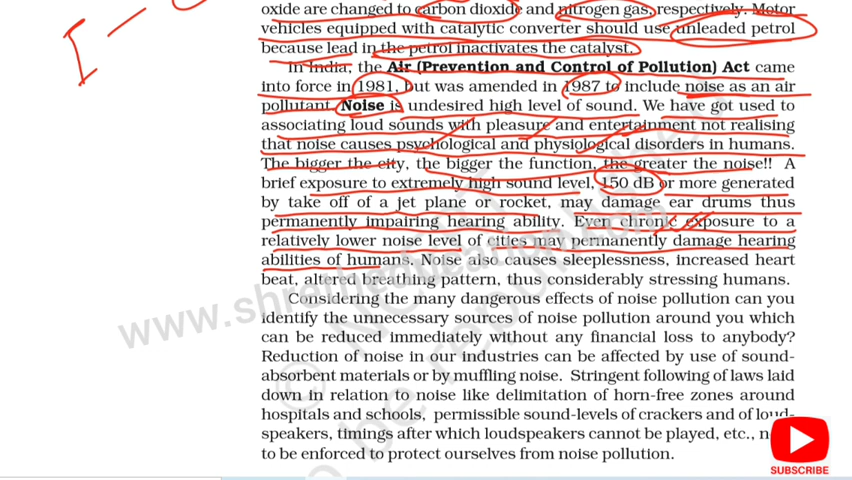 oxide are changed to carbon dioxide and nitrogen gas, respectively. Motor
vehicles equipped with catalytic converter should use unleaded petrol
because lead in the petrol inactivates the catalyst.
In India, the Air (Prevention and Control of Pollution) Act came
into force in 1981, but was amended in 1987 to include noise as an air
pollutant. Noise is undesired high level of sound. We have got used to
associating loud sounds with pleasure and entertainment not realising
that noise causes psychological and physiological disorders in humans.
The bigger the city, the bigger the function, the greater the noise!! A
brief exposure to extremely high sound level, 150 dB or more generated
by take off of a jet plane or rocket, may damage ear drums thus
permanently impairing hearing ability. Even chronic exposure to a
relatively lower noise level of cities may permanently damage hearing
abilities of humans. Noise also causes sleeplessness, increased heart
beat, altered breathing pattern, thus considerably stressing humans.
Considering the many dangerous effects of noise pollution can you
identify the unnecessary sources of noise pollution around you which
can be reduced immediately without any financial loss to anybody?
Reduction of noise in our industries can be affected by use of sound-
absorbent materials or by muffling noise. Stringent following of laws laid
down in relation to noise like delimitation of horn-free zones around
hospitals and schools, permissible sound-levels of crackers and of loud-
speakers, timings after which loudspeakers cannot be played, etc.,
to be enforced to protect ourselves from noise pollution.
SUBSCRIBE